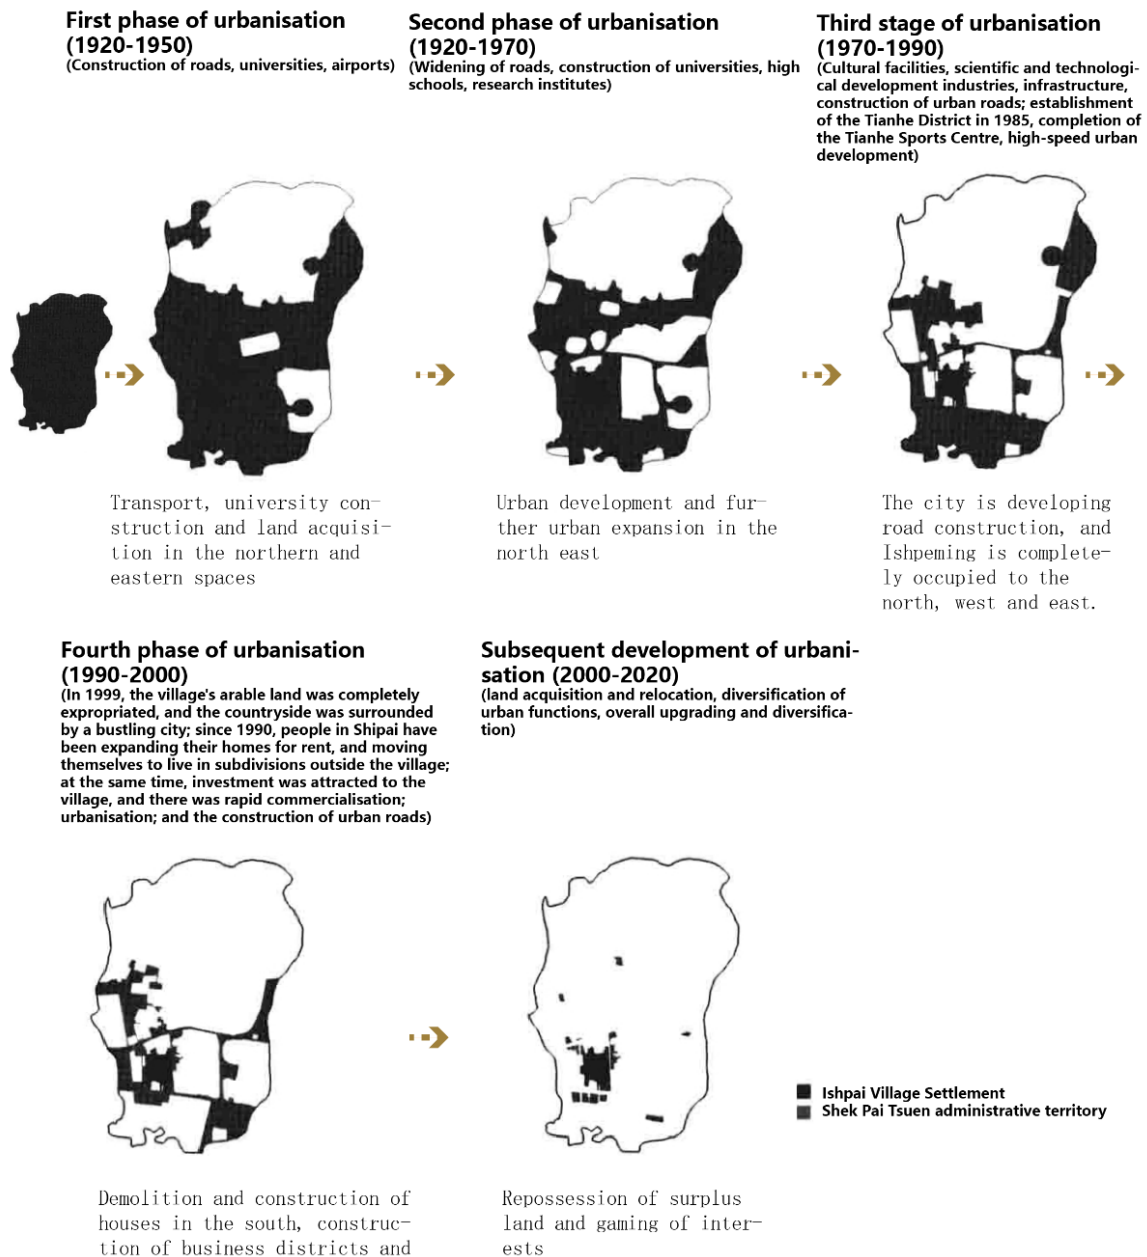 First phase of urbanisation
(1920-1950)
(Construction of roads, universities, airports)
Second phase of urbanisation
(1920-1970)
(Widening of roads, construction of universities, high
schools, research institutes)
Third stage of urbanisation
(1970-1990)
(Cultural facilities, scientific and technologi-
cal development industries, infrastructure,
construction of urban roads; establishment
of the Tianhe District in 1985, completion of
the Tianhe Sports Centre, high-speed urban
development)
Transport, university con-
struction and land acquisi-
tion in the northern and
eastern spaces
Urban development and fur-
ther urban expansion in the
north east
The city is developing
road construction, and
Ishpeming is complete-
ly occupied to the
north, west and east.
Fourth phase of urbanisation
(1990-2000)
(In 1999, the village's arable land was completely
expropriated, and the countryside was surrounded
by a bustling city; since 1990, people in Shipai have
been expanding their homes for rent, and moving
themselves to live in subdivisions outside the village;
at the same time, investment was attracted to the
village, and there was rapid commercialisation;
urbanisation; and the construction of urban roads)
Subsequent development of urbani-
sation (2000-2020)
(land acquisition and relocation, diversification of
urban functions, overall upgrading and diversifica-
tion)
Ishpai Village Settlement
Shek Pai Tsuen administrative territory
Demolition and construction of
houses in the south, construc-
tion of business districts and
Repossession of surplus
land and gaming of inter-
ests